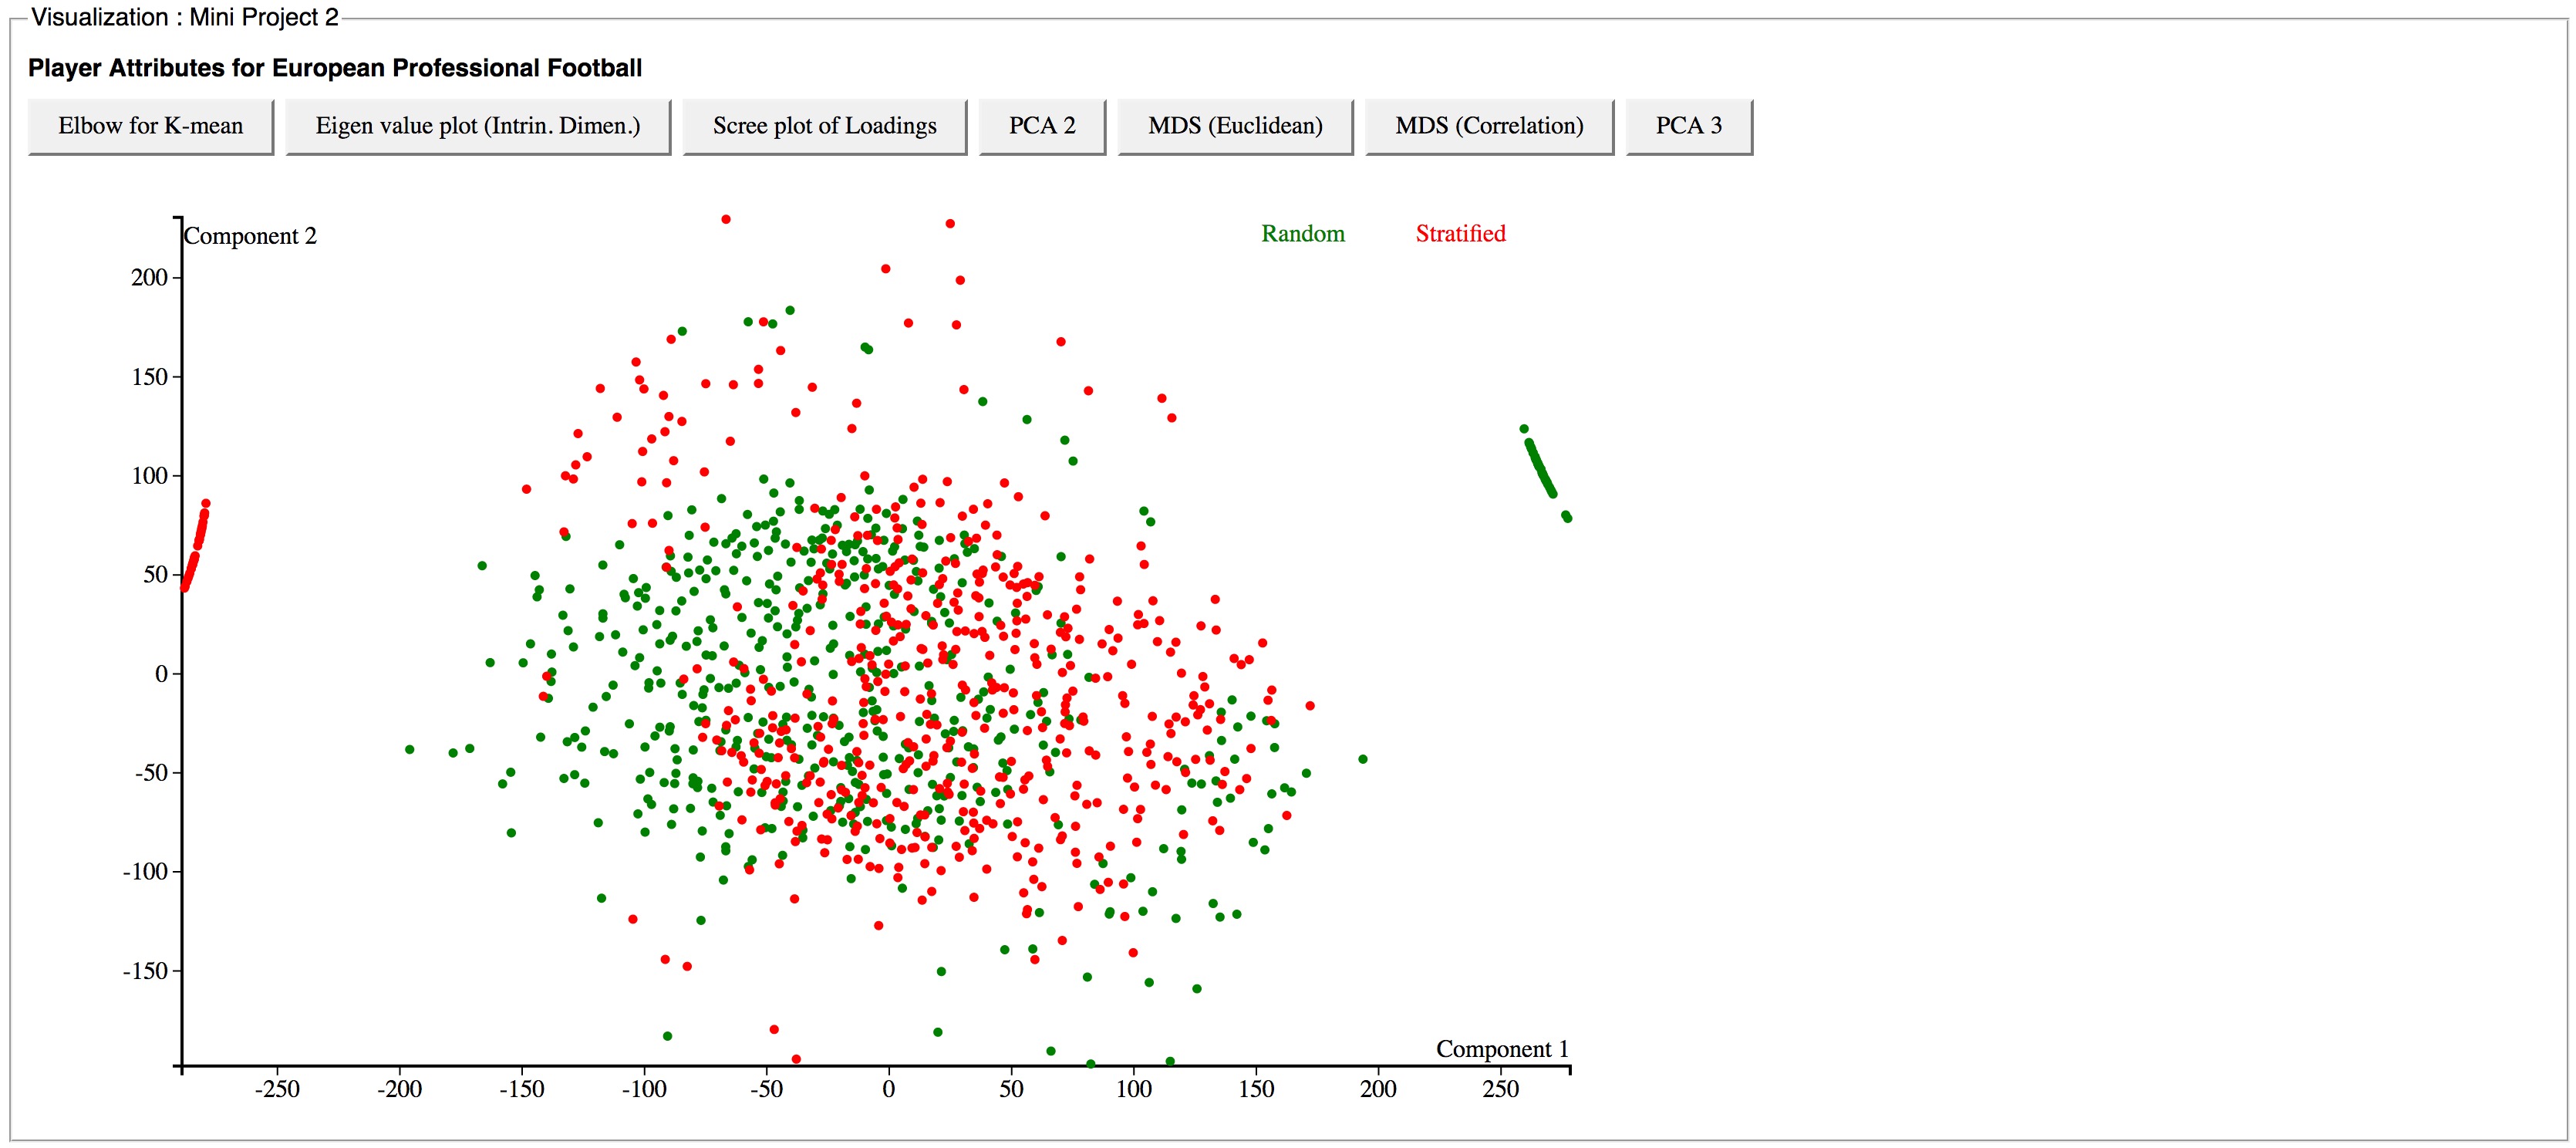 Visualization : Mini Project 2
Player Attributes for European Professional Football
Elbow for K-mean Eigen value plot (Intrin. Dimen.) Scree plot of Loadings PCA 2 MDS (Euclidean) MDS (Correlation) PCA 3
Component 2 Random Stratified
200
150
100
50
0
-50
-100
-150
Component 1
-250 -200 -150 -100 -50 0 50 100 150 200 250